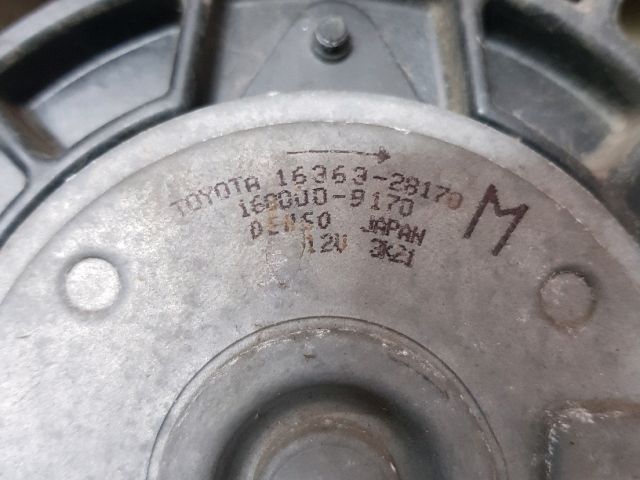 TOYOTA 16363-28170
168000-9170
DENSO JAPAN
12V 3K21
M